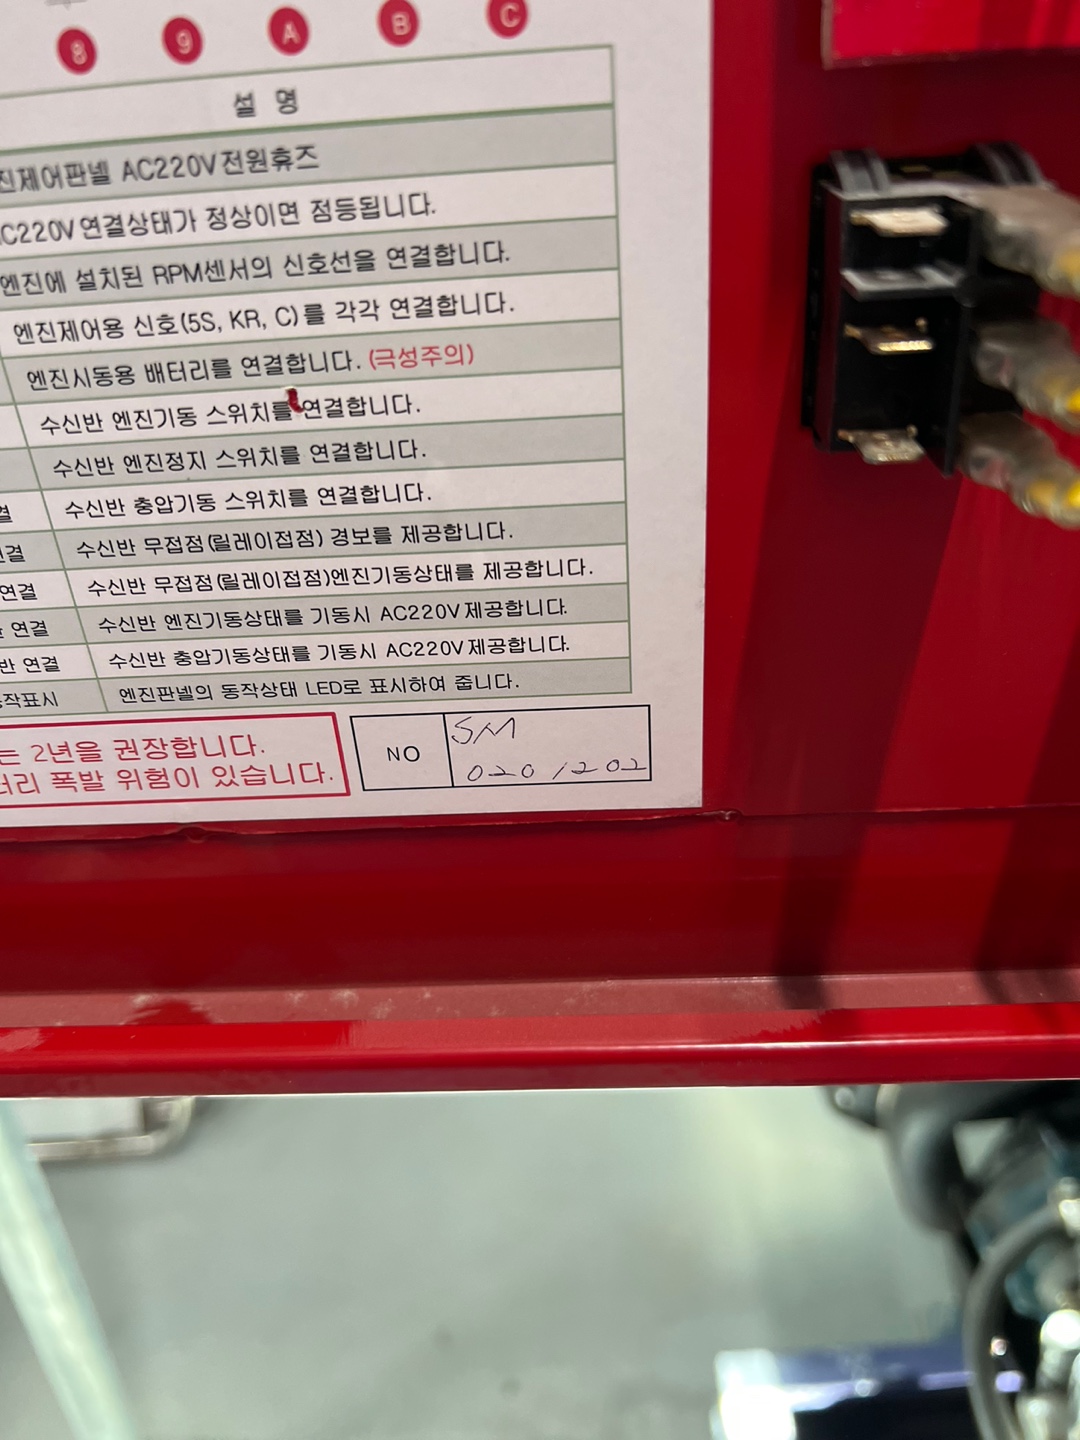 8 9 A B C
설 명
진제어판넬 AC220V전원휴즈
C220V연결상태가 정상이면 점등됩니다.
엔진에 설치된 RPM센서의 신호선을 연결합니다.
엔진제어용 신호(5S, KR, C)를 각각 연결합니다.
엔진시동용 배터리를 연결합니다. (극성주의)
수신반 엔진기동 스위치를 연결합니다.
수신반 엔진정지 스위치를 연결합니다.
결 수신반 충압기동 스위치를 연결합니다.
연결 수신반 무접점(릴레이접점) 경보를 제공합니다.
연결 수신반 무접점(릴레이접점)엔진기동상태를 제공합니다.
연결 수신반 엔진기동상태를 기동시 AC220V제공합니다.
반 연결 수신반 충압기동상태를 기동시 AC220V제공합니다.
작표시 엔진판넬의 동작상태 LED로 표시하여 줍니다.
는 2년을 권장합니다.
터리 폭발 위험이 있습니다.
NO SM
0201202